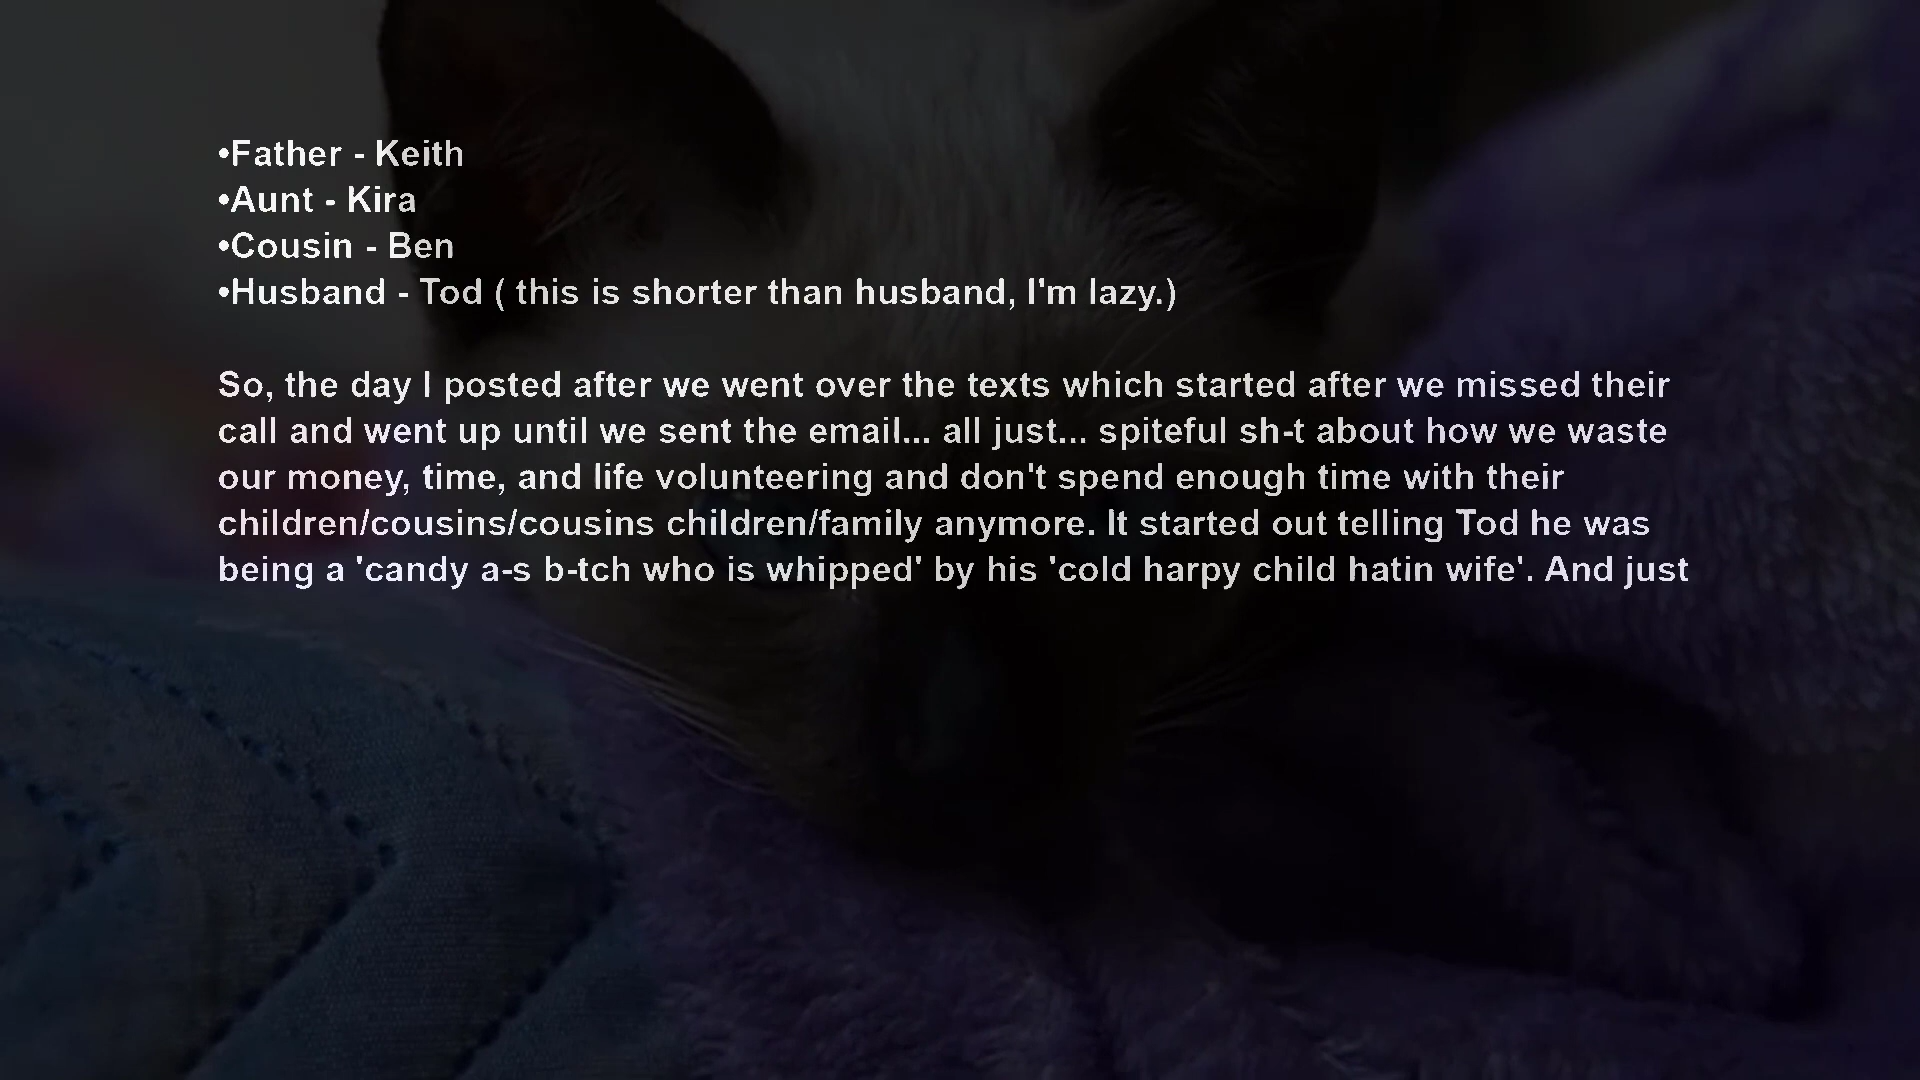 •Father - Keith
•Aunt - Kira
•Cousin - Ben
•Husband - Tod ( this is shorter than husband, I'm lazy.)
So, the day I posted after we went over the texts which started after we missed their
call and went up until we sent the email... all just... spiteful sh-t about how we waste
our money, time, and life volunteering and don't spend enough time with their
children/cousins/cousins children/family anymore. It started out telling Tod he was
being a 'candy a-s b-tch who is whipped' by his 'cold harpy child hatin wife'. And just